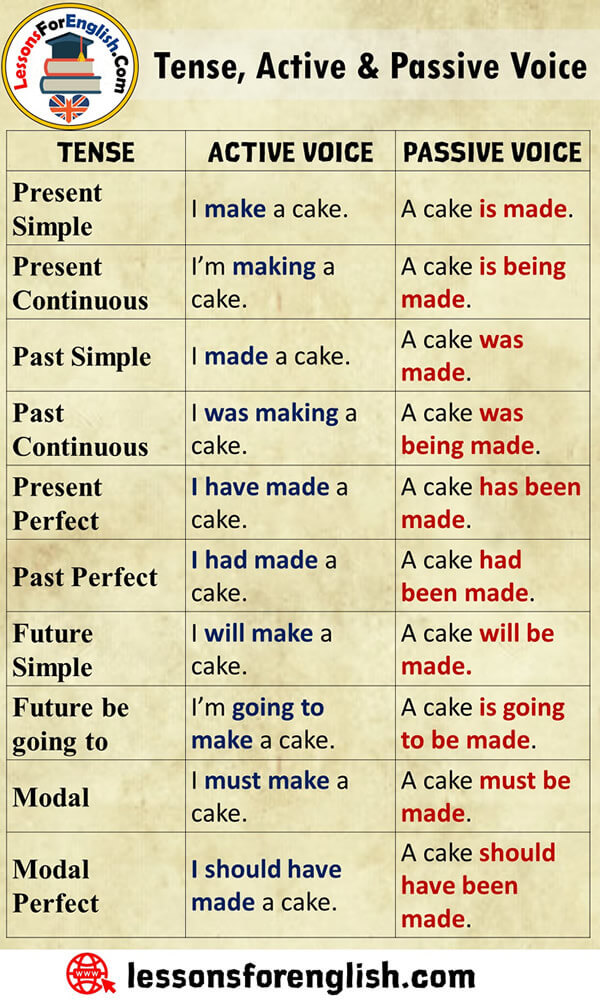 LessonsForEnglish.Com
Tense, Active & Passive Voice
TENSE ACTIVE VOICE PASSIVE VOICE
Present
Simple
I make a cake.
A cake is made.
Present
Continuous
I'm making a
cake.
A cake is being
made.
Past Simple
I made a cake.
A cake was
made.
Past
Continuous
I was making a
cake.
A cake was
being made.
Present
Perfect
I have made a
cake.
A cake has been
made.
Past Perfect
I had made a
cake.
A cake had
been made.
Future
Simple
I will make a
cake.
A cake will be
made.
Future be
going to
I'm going to
make a cake.
A cake is going
to be made.
Modal
I must make a
cake.
A cake must be
made.
Modal
Perfect
I should have
made a cake.
A cake should
have been
made.
lessonsforenglish.com